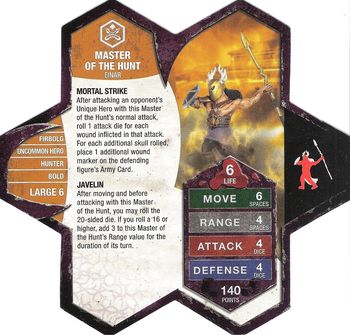 MASTER
OF THE HUNT
EINAR
MORTAL STRIKE
After attacking an opponent's
Unique Hero with this Master of
the Hunt's normal attack,
roll 1 attack die for each
wound inflicted in that attack.
For each additional skull rolled,
place 1 additional wound
marker on the defending
figure's Army Card.
JAVELIN
After moving and before
attacking with this Master of
the Hunt, you may roll the
20-sided die. If you roll a 16 or
higher, add 3 to this Master of
the Hunt's Range value for the
duration of its turn.
FIRBOLG
UNCOMMON HERO
HUNTER
BOLD
LARGE 6
6
LIFE
MOVE 6 SPACES
RANGE 4 SPACES
ATTACK 4 DICE
DEFENSE 4 DICE
140
POINTS